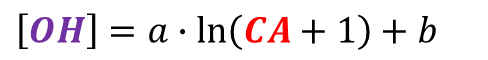 [OH] = a · ln(CA + 1) + b